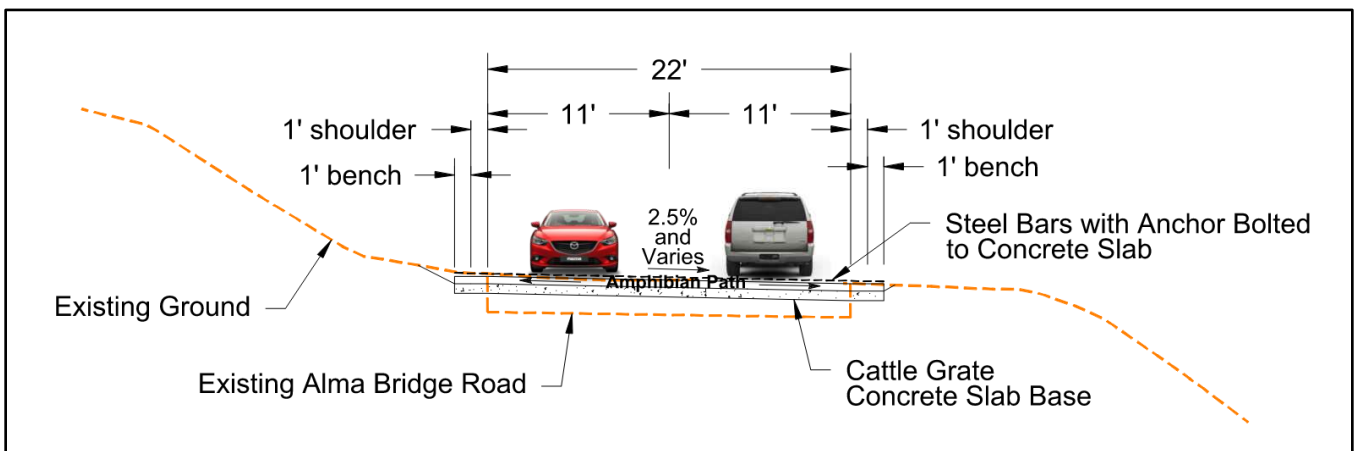 22'
11'
11'
1' shoulder
1' shoulder
1' bench
1' bench
2.5%
and
Varies
Steel Bars with Anchor Bolted
to Concrete Slab
Amphibian Path
Existing Ground
Existing Alma Bridge Road
Cattle Grate
Concrete Slab Base